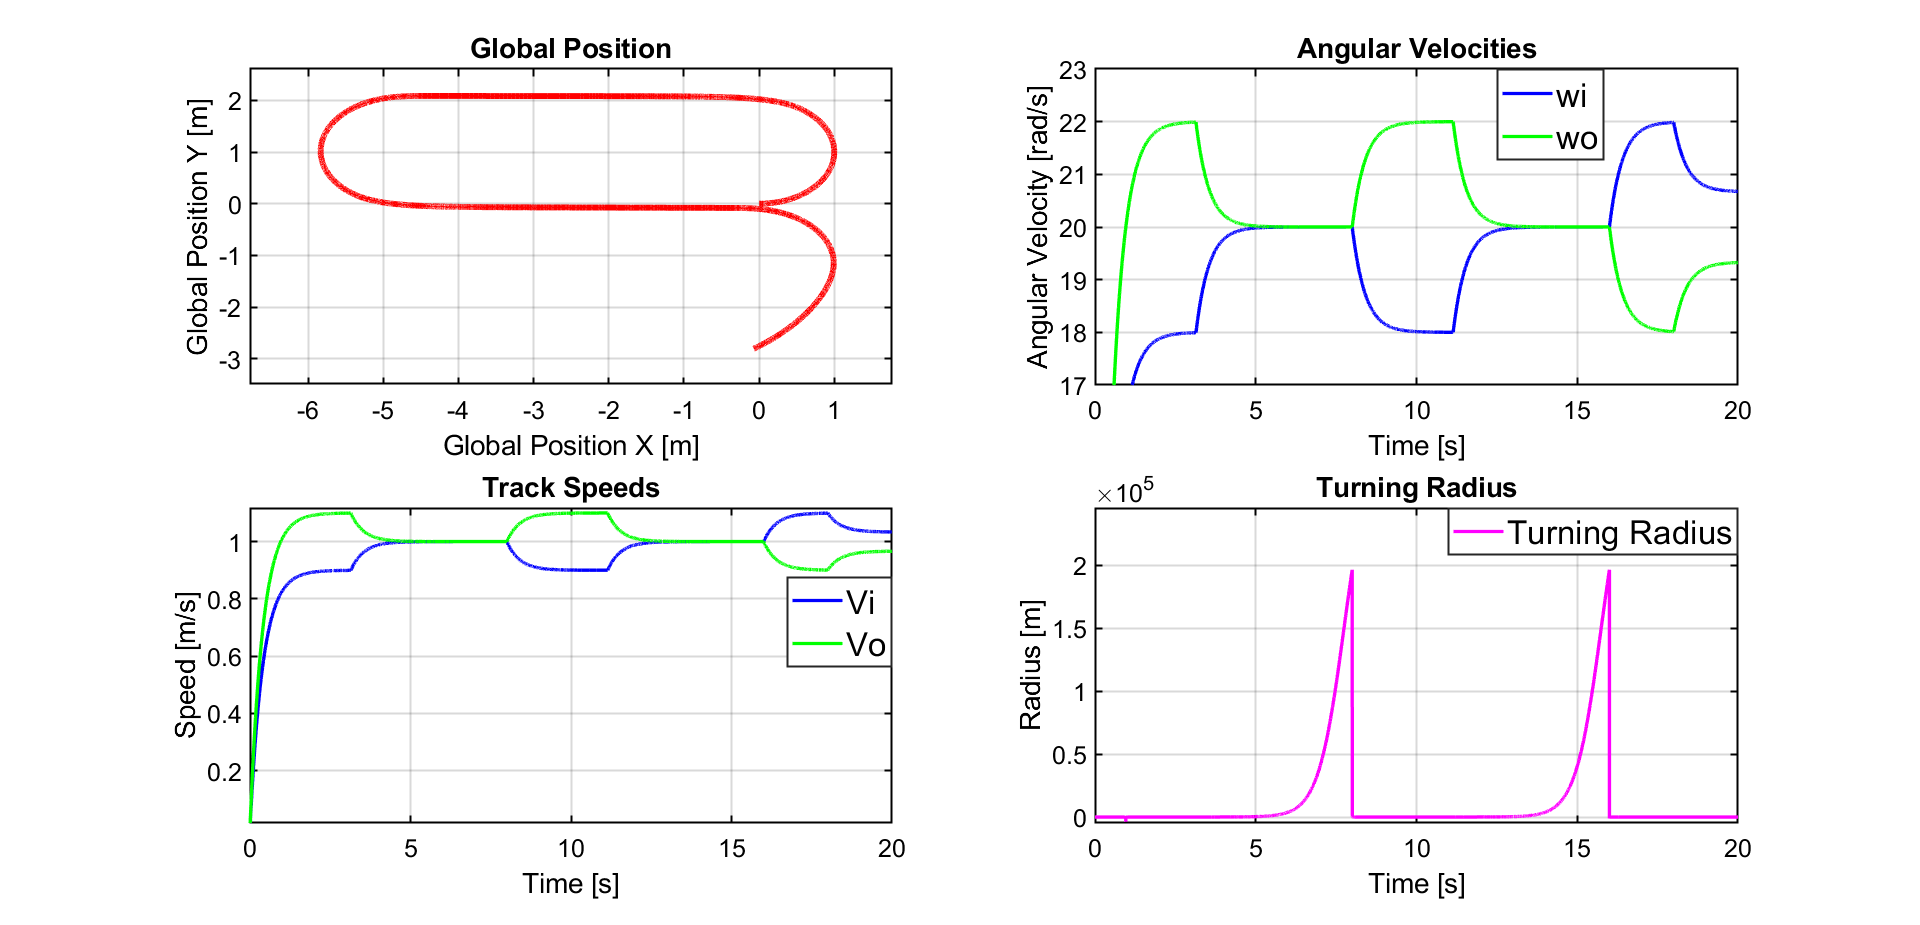 Global Position
Global Position Y [m]
2
1
0
-1
-2
-3
-6 -5 -4 -3 -2 -1 0 1
Global Position X [m]
Angular Velocities
Angular Velocity [rad/s]
23
22
21
20
19
18
17
wi
wo
0 5 10 15 20
Time [s]
Track Speeds
Speed [m/s]
1
0.8
0.6
0.4
0.2
Vi
Vo
0 5 10 15 20
Time [s]
×10^5
Turning Radius
Radius [m]
Turning Radius
2
1.5
1
0.5
0
0 5 10 15 20
Time [s]